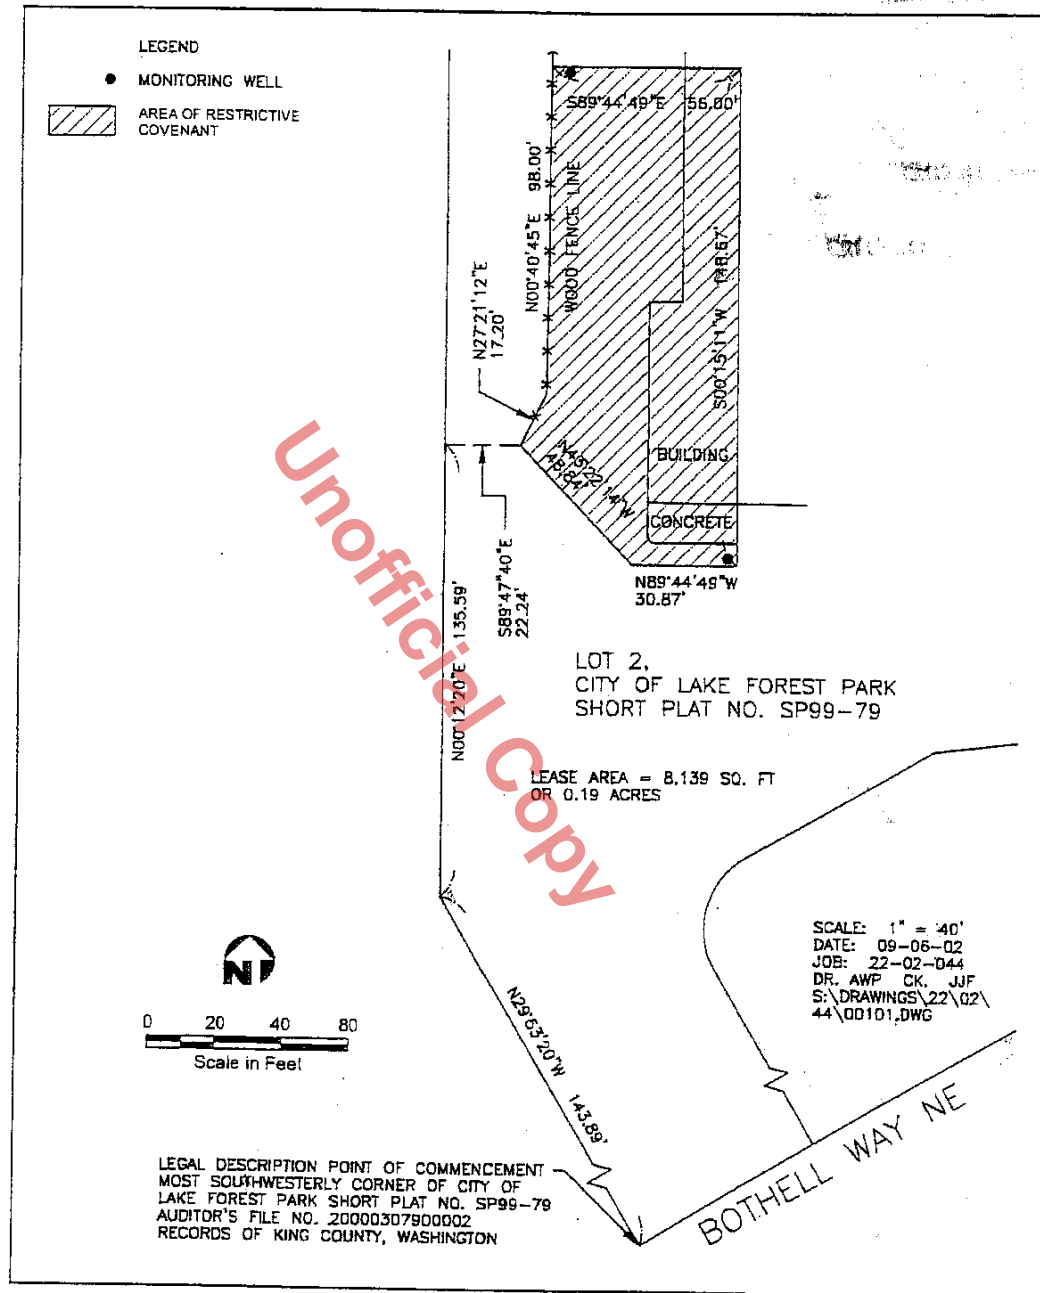 LEGEND
MONITORING WELL
AREA OF RESTRICTIVE
COVENANT
S89°44'49"E 56.00'
N00°40'45"E 98.00'
WOOD FENCE LINE
N27°21'12"E
17.20'
S00°15'11"W 148.67'
BUILDING
48.84'
CONCRETE
N89°44'49"W
30.87'
S89°47'40"E
22.24'
N00°12'20"E 135.59'
LOT 2,
CITY OF LAKE FOREST PARK
SHORT PLAT NO. SP99-79
LEASE AREA = 8,139 SQ. FT
OR 0.19 ACRES
Unofficial Copy
SCALE: 1" = 40'
DATE: 09-06-02
JOB: 22-02-044
DR. AWP CK. JJF
S:\DRAWINGS\22\02\
44\00101.DWG
N
0 20 40 80
Scale in Feet
N29°53'20"W 143.89'
LEGAL DESCRIPTION POINT OF COMMENCEMENT
MOST SOUTHWESTERLY CORNER OF CITY OF
LAKE FOREST PARK SHORT PLAT NO. SP99-79
AUDITOR'S FILE NO. 20000307900002
RECORDS OF KING COUNTY, WASHINGTON
BOTHELL WAY NE